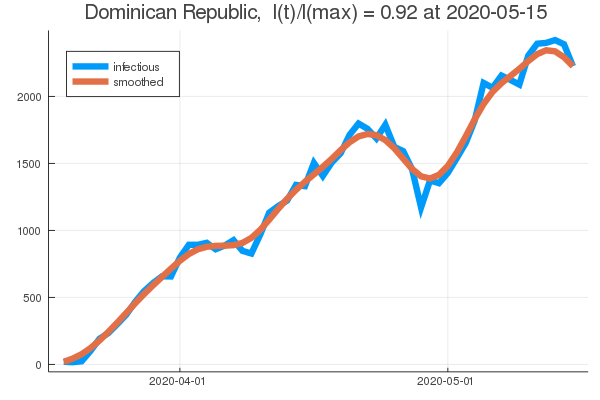 Dominican Republic, I(t)/I(max) = 0.92 at 2020-05-15
infectious
smoothed
2000
1500
1000
500
0
2020-04-01 2020-05-01